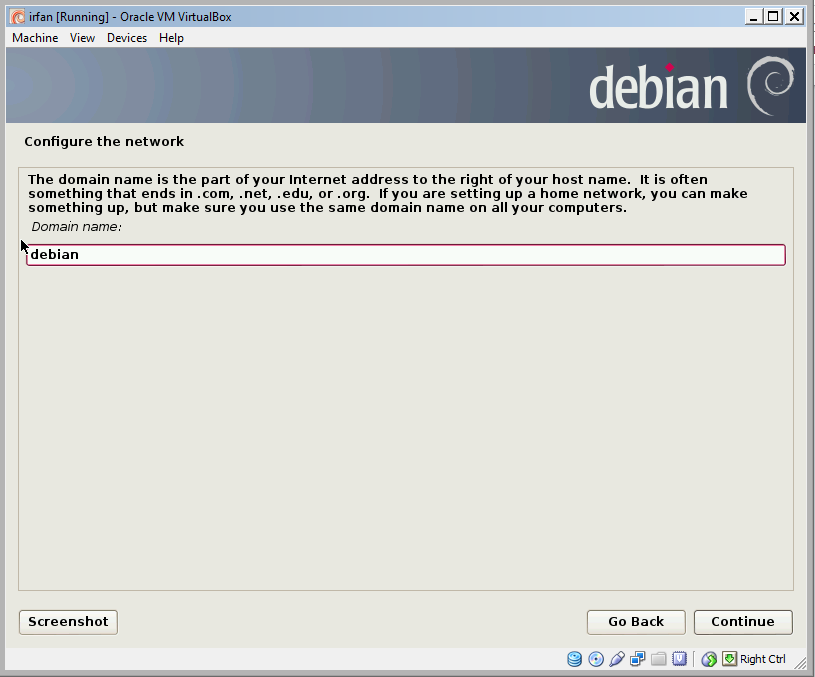 irfan [Running] - Oracle VM VirtualBox
Machine View Devices Help
debian
Configure the network
The domain name is the part of your Internet address to the right of your host name. It is often
something that ends in .com, .net, .edu, or .org. If you are setting up a home network, you can make
something up, but make sure you use the same domain name on all your computers.
Domain name:
debian
Screenshot Go Back Continue
Right Ctrl